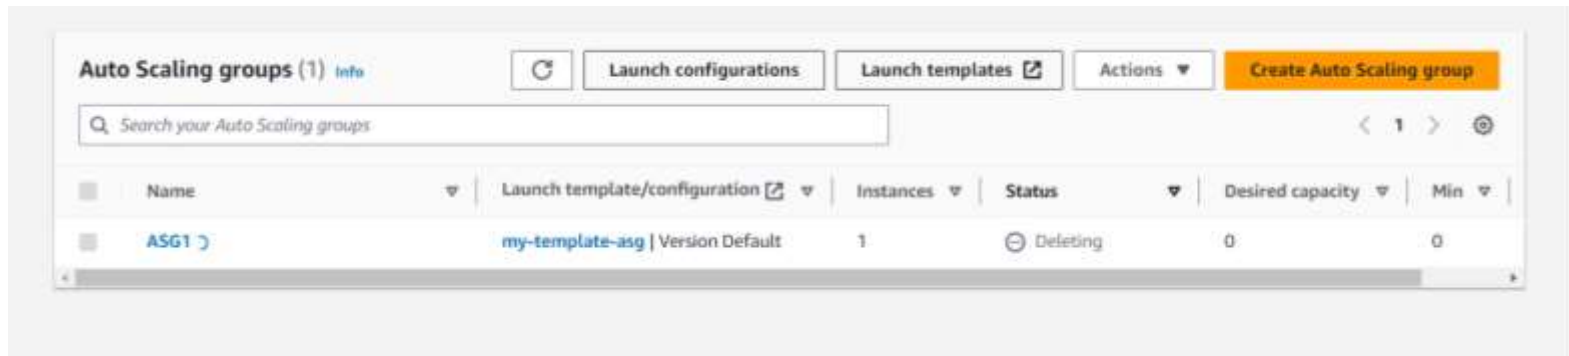 Auto Scaling groups (1) Info
Launch configurations
Launch templates
Actions
Create Auto Scaling group
Search your Auto Scaling groups
1
Name
Launch template/configuration
Instances
Status
Desired capacity
Min
ASG1
my-template-asg | Version Default
1
Deleting
0
0